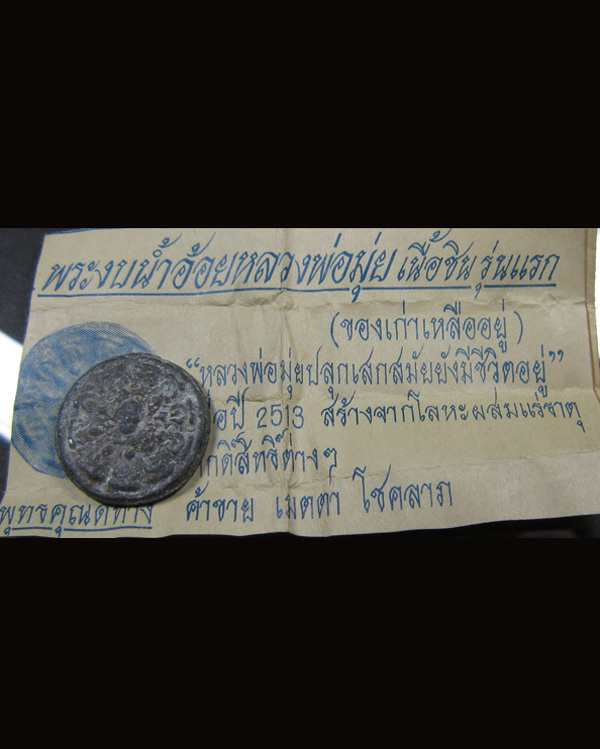 พระงบน้ำอ้อยหลวงพ่อมุ่ย เนื้อชิน รุ่นแรก
(ของเก่าเหลืออยู่)
“หลวงพ่อมุ่ยปลุกเสกสมัยยังมีชีวิตอยู่”
ปี 2513 สร้างจากโลหะผสมแร่ธาตุ
ต่างๆ
พุทธคุณดีทาง ค้าขาย เมตตา โชคลาภ